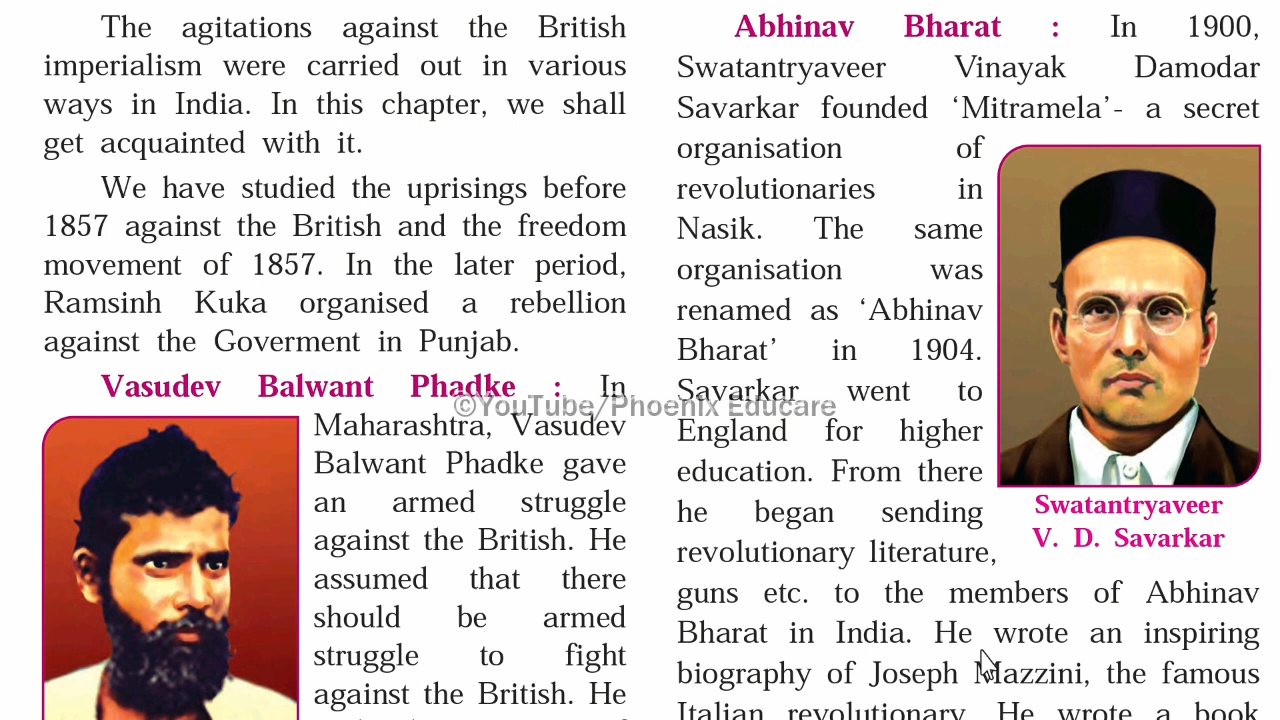 The agitations against the British
imperialism were carried out in various
ways in India. In this chapter, we shall
get acquainted with it.
We have studied the uprisings before
1857 against the British and the freedom
movement of 1857. In the later period,
Ramsinh Kuka organised a rebellion
against the Goverment in Punjab.
Vasudev Balwant Phadke : In
Maharashtra, Vasudev
Balwant Phadke gave
an armed struggle
against the British. He
assumed that there
should be armed
struggle to fight
against the British. He
Abhinav Bharat : In 1900,
Swatantryaveer Vinayak Damodar
Savarkar founded ‘Mitramela’- a secret
organisation of
revolutionaries in
Nasik. The same
organisation was
renamed as ‘Abhinav
Bharat’ in 1904.
Savarkar went to
England for higher
education. From there
he began sending
revolutionary literature,
guns etc. to the members of Abhinav
Bharat in India. He wrote an inspiring
biography of Joseph Mazzini, the famous
Italian revolutionary. He wrote a book
Swatantryaveer
V. D. Savarkar
©YouTube/Phoenix Educare